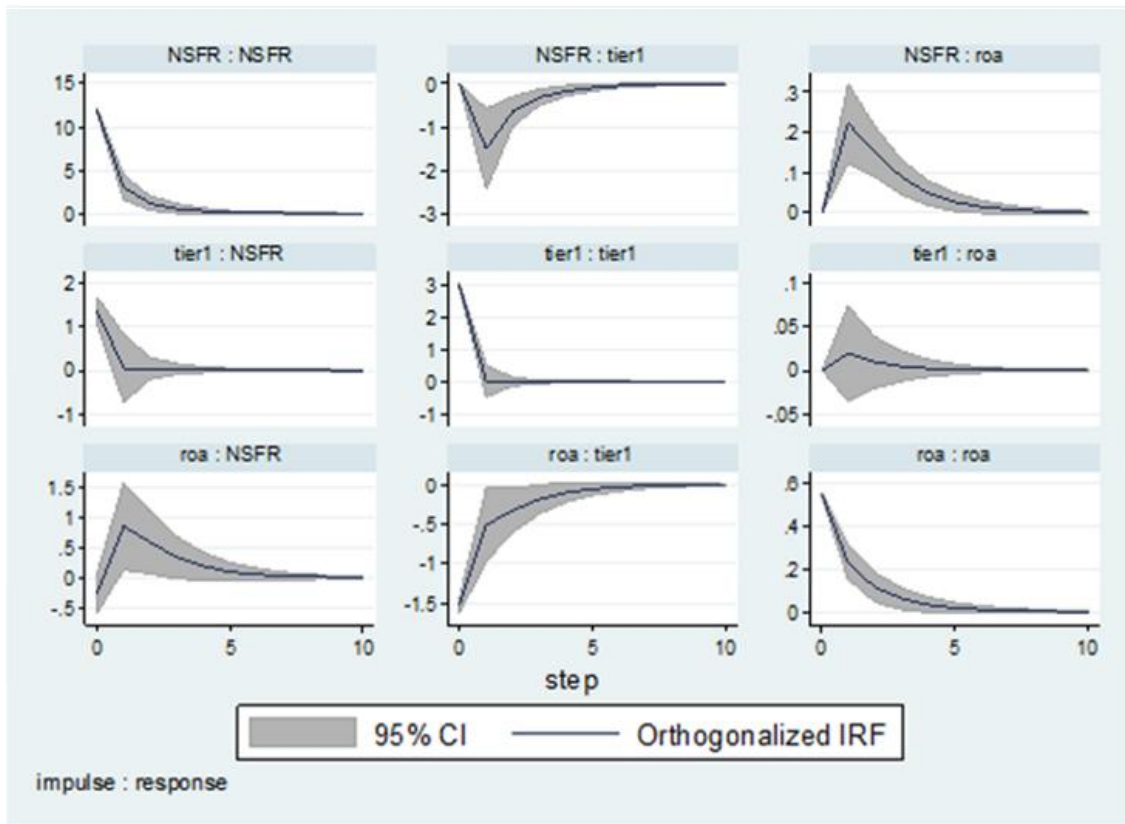 NSFR : NSFR NSFR : tier1 NSFR : roa
15 0 .3
10 -1 .2
5 -2 .1
0 -3 0
tier1 : NSFR tier1 : tier1 tier1 : roa
2 3 .1
1 2 .05
0 1 0
-1 0 -.05
-1
roa : NSFR roa : tier1 roa : roa
1.5 0 .6
1 -.5 .4
.5 -1 .2
0 -1.5 0
-.5
0 5 10 0 5 10 0 5 10
step
95% CI Orthogonalized IRF
impulse : response